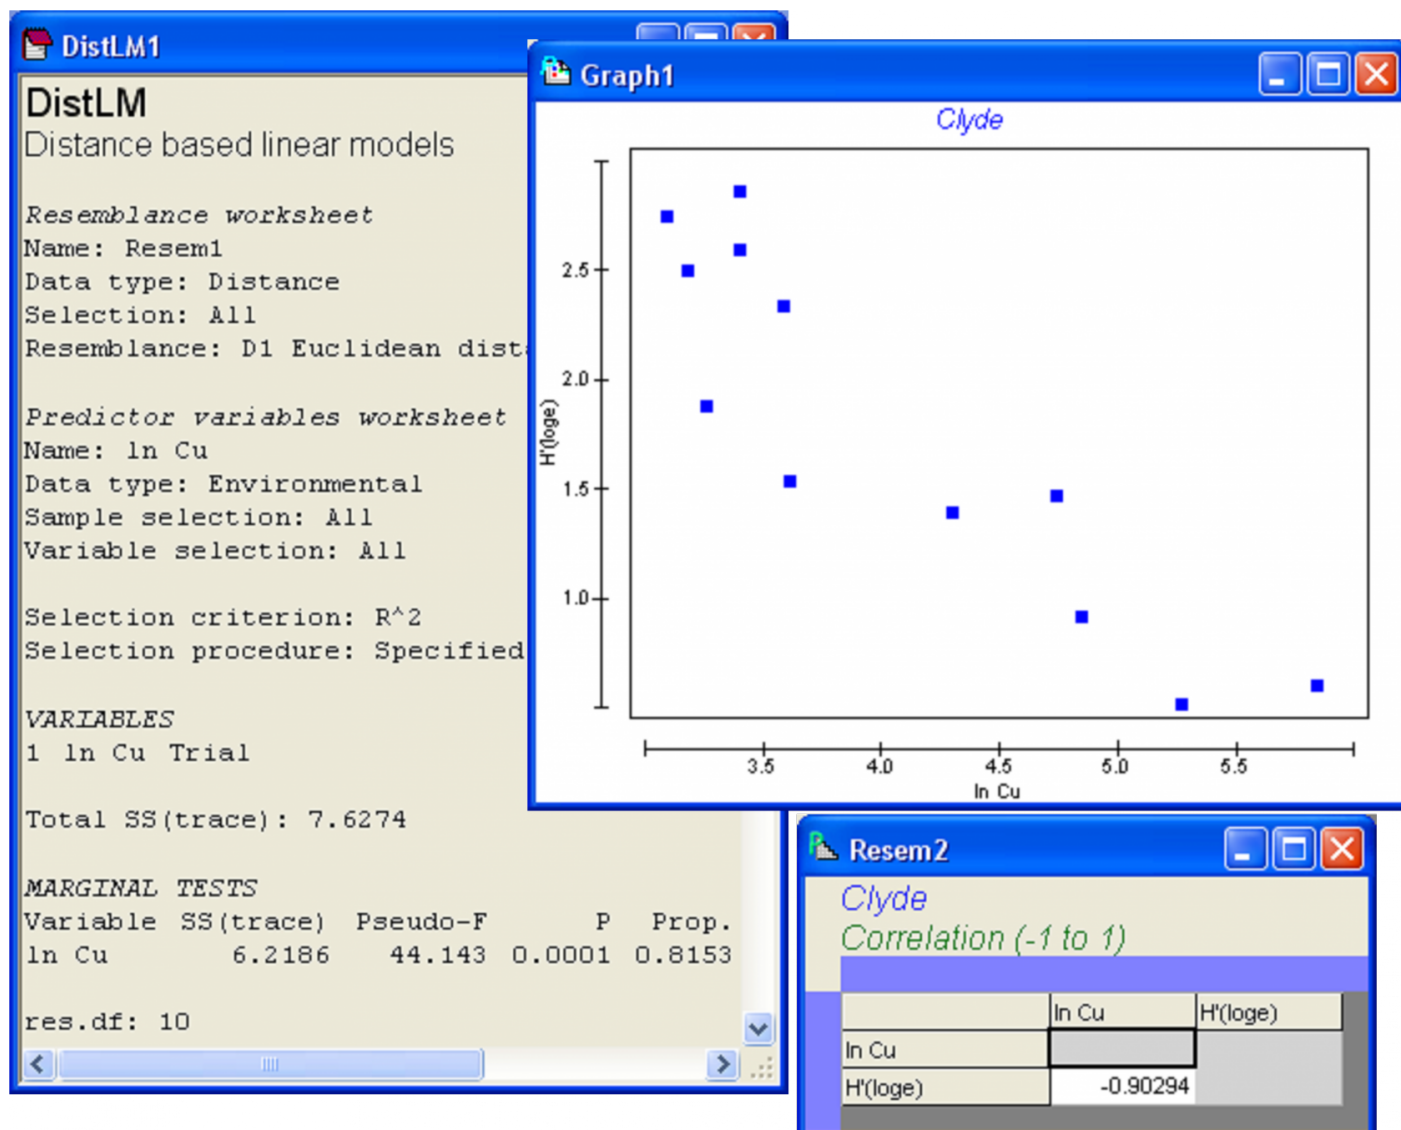 DistLM1
DistLM
Distance based linear models
Resemblance worksheet
Name: Resem1
Data type: Distance
Selection: All
Resemblance: D1 Euclidean
Predictor variables worksheet
Name: ln Cu
Data type: Environmental
Sample selection: All
Variable selection: All
Selection criterion: R^2
Selection procedure: Specified
VARIABLES
1 ln Cu Trial
Total SS(trace): 7.6274
MARGINAL TESTS
Variable SS(trace) Pseudo-F P Prop.
ln Cu 6.2186 44.143 0.0001 0.8153
res.df: 10
Graph1
Clyde
H'(loge)
2.5
2.0
1.5
1.0
3.5 4.0 4.5 5.0 5.5
ln Cu
Resem2
Clyde
Correlation (-1 to 1)
ln Cu H'(loge)
ln Cu
H'(loge) -0.90294